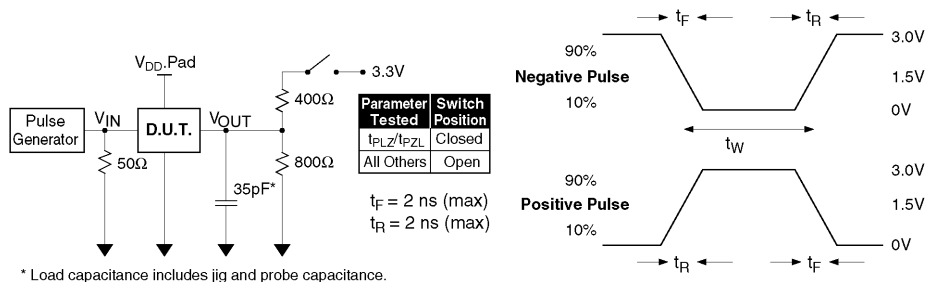 V_DD.Pad
3.3V
400Ω
Pulse Generator
V_IN
D.U.T.
V_OUT
50Ω
35pF*
800Ω
Parameter Tested Switch Position
t_PLZ/t_PZL Closed
All Others Open
t_F = 2 ns (max)
t_R = 2 ns (max)
* Load capacitance includes jig and probe capacitance.
t_F t_R
90% 3.0V
Negative Pulse 1.5V
10% 0V
t_W
90% 3.0V
Positive Pulse 1.5V
10% 0V
t_R t_F